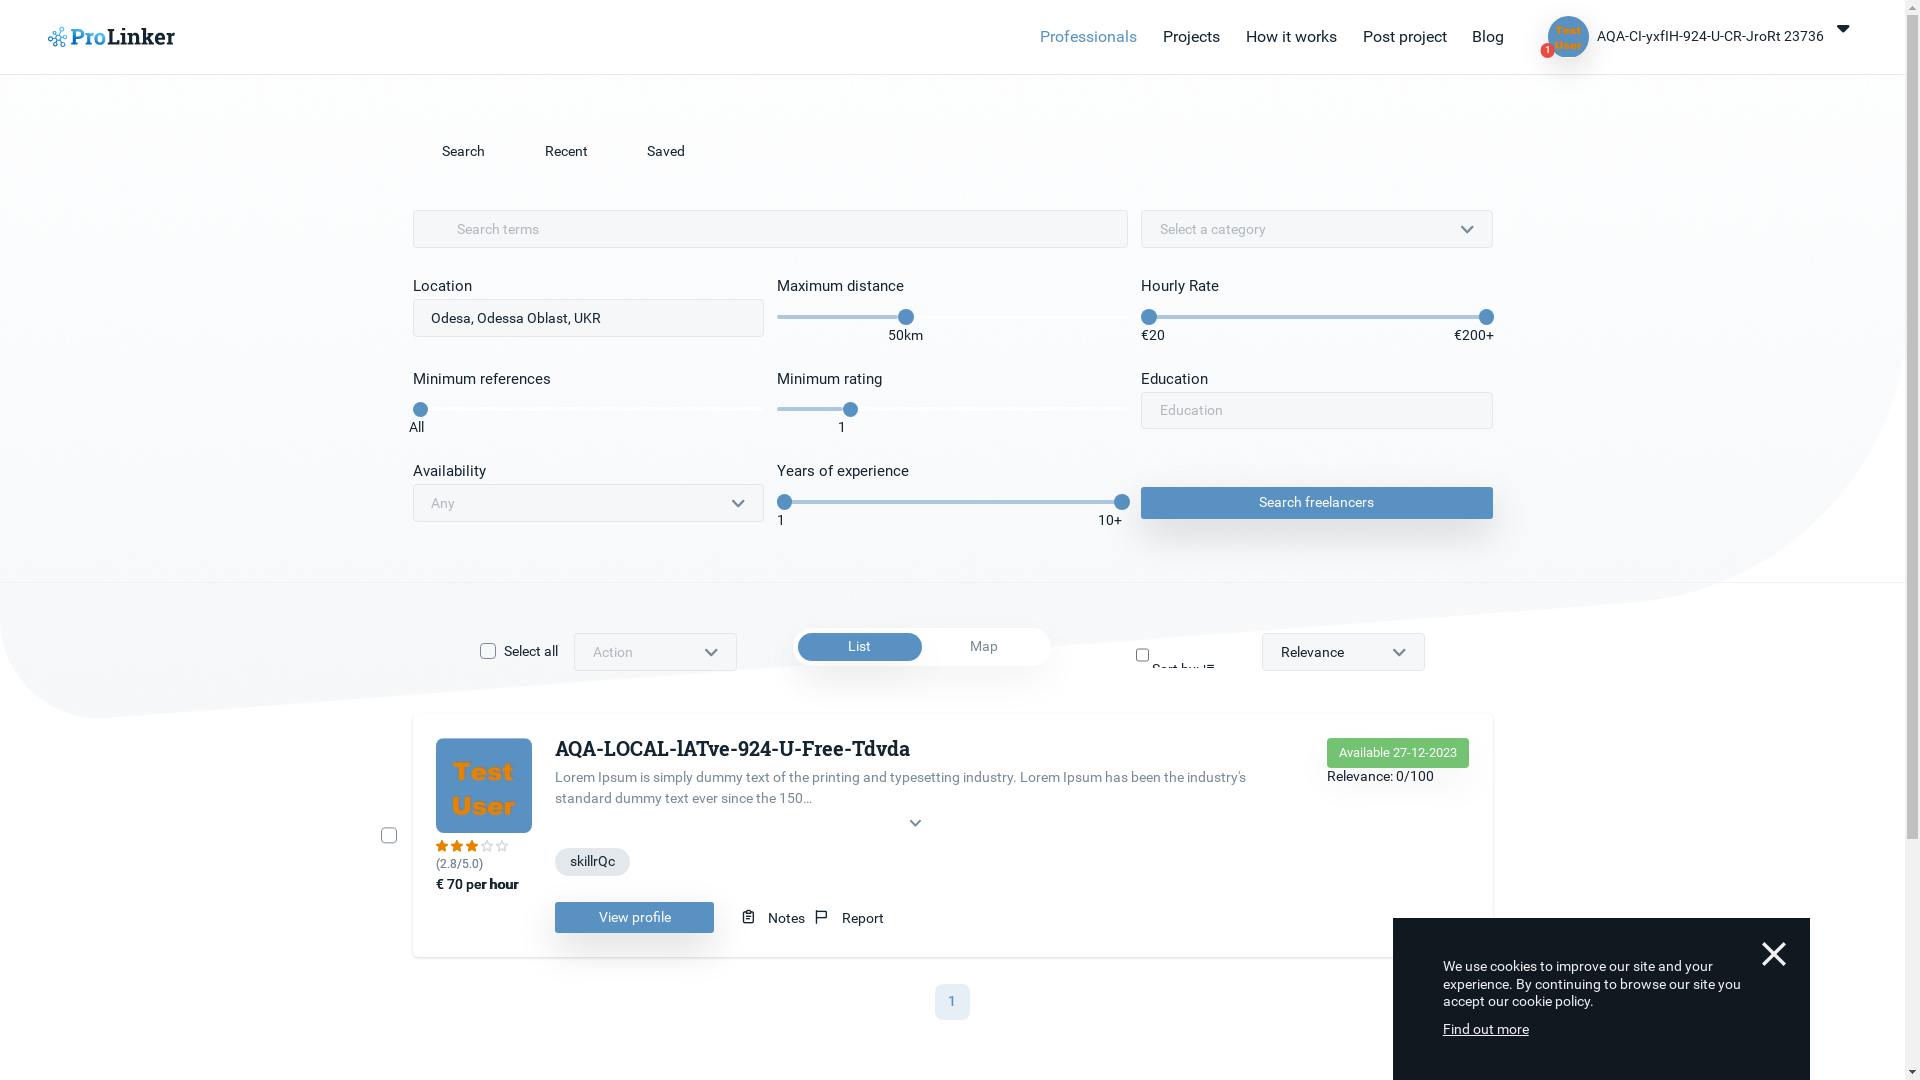 ProLinker
Professionals
Projects
How it works
Post project
Blog
Test
User
1
AQA-CI-yxfIH-924-U-CR-JroRt 23736
Search
Recent
Saved
Search terms
Select a category
Location
Maximum distance
Hourly Rate
Odesa, Odessa Oblast, UKR
50km
€20
€200+
Minimum references
Minimum rating
Education
All
1
Education
Availability
Years of experience
Any
1
10+
Search freelancers
Select all
Action
List
Map
Sort by:
Relevance
Test
User
AQA-LOCAL-lATve-924-U-Free-Tdvda
Available 27-12-2023
Lorem Ipsum is simply dummy text of the printing and typesetting industry. Lorem Ipsum has been the industry's
standard dummy text ever since the 150...
Relevance: 0/100
(2.8/5.0)
€ 70 per hour
skillrQc
View profile
Notes
Report
1
We use cookies to improve our site and your
experience. By continuing to browse our site you
accept our cookie policy.
Find out more